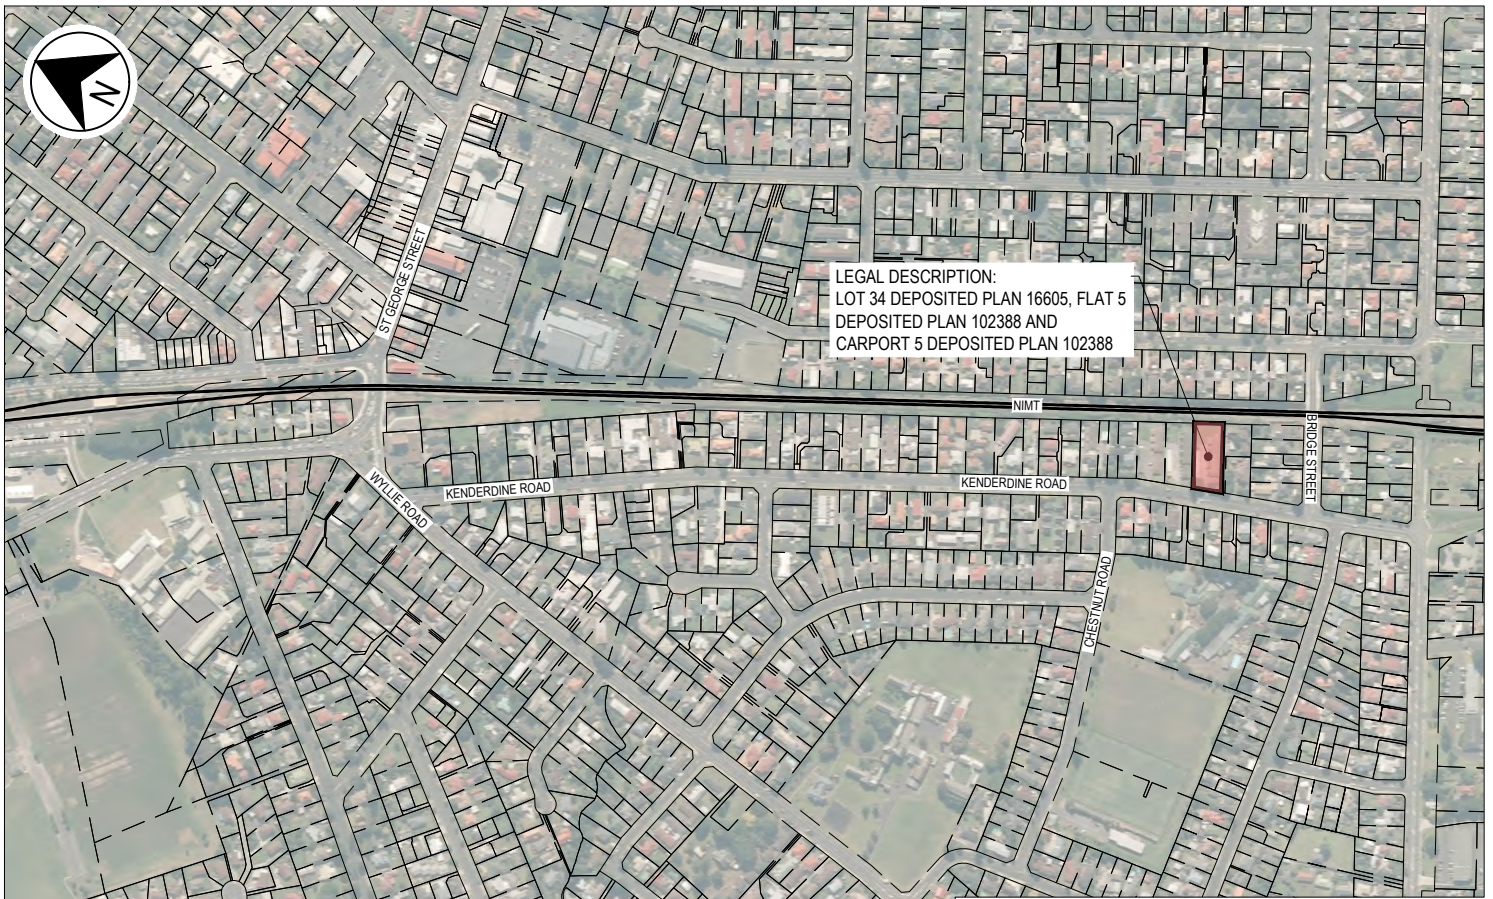 N
ST GEORGE STREET
LEGAL DESCRIPTION:
LOT 34 DEPOSITED PLAN 16605, FLAT 5
DEPOSITED PLAN 102388 AND
CARPORT 5 DEPOSITED PLAN 102388
NIMT
BRIDGE STREET
WYLLIE ROAD
KENDERDINE ROAD
KENDERDINE ROAD
CHESTNUT ROAD